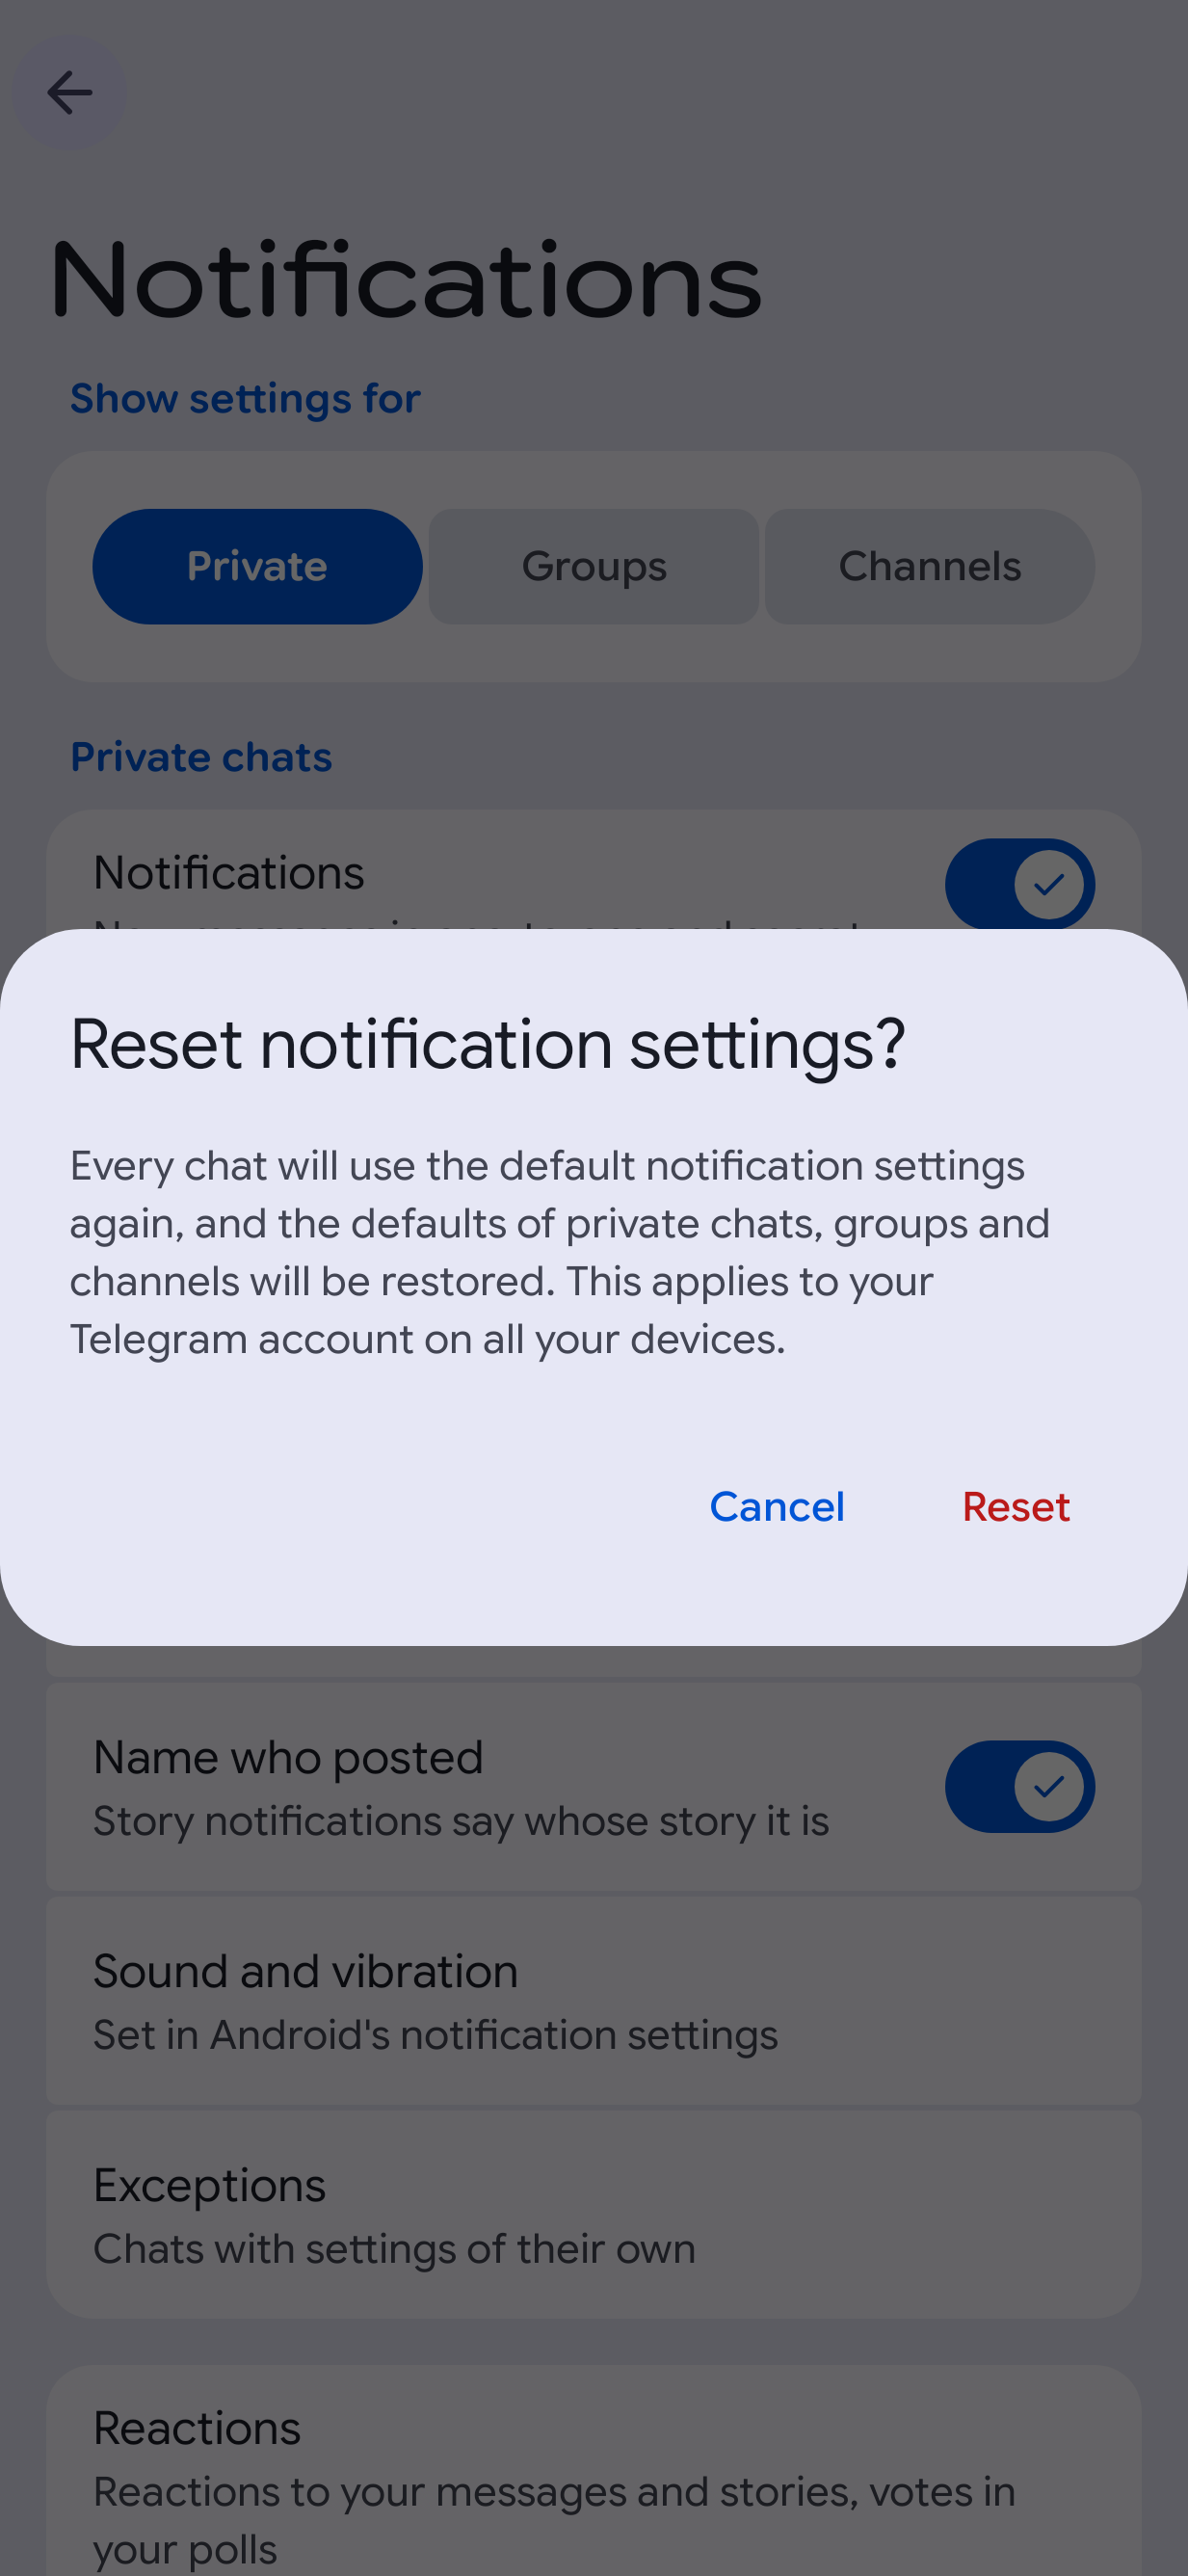 Notifications
Show settings for
Private
Groups
Channels
Private chats
Notifications
Reset notification settings?
Every chat will use the default notification settings
again, and the defaults of private chats, groups and
channels will be restored. This applies to your
Telegram account on all your devices.
Cancel
Reset
Name who posted
Story notifications say whose story it is
Sound and vibration
Set in Android's notification settings
Exceptions
Chats with settings of their own
Reactions
Reactions to your messages and stories, votes in
your polls